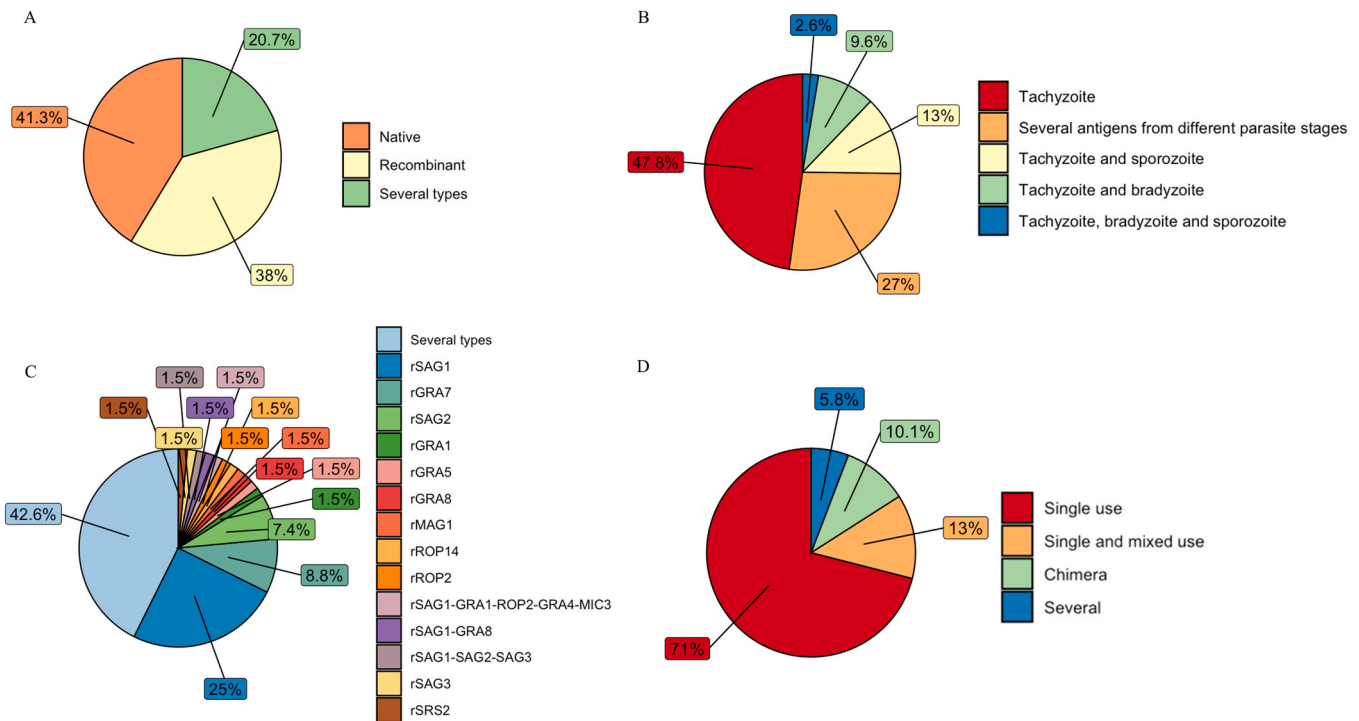 A
20.7%
41.3%
38%
Native
Recombinant
Several types
B
2.6%
9.6%
13%
47.8%
27%
Tachyzoite
Several antigens from different parasite stages
Tachyzoite and sporozoite
Tachyzoite and bradyzoite
Tachyzoite, bradyzoite and sporozoite
C
1.5%
1.5%
1.5%
1.5%
1.5%
1.5%
1.5%
1.5%
1.5%
1.5%
1.5%
42.6%
7.4%
8.8%
25%
Several types
rSAG1
rGRA7
rSAG2
rGRA1
rGRA5
rGRA8
rMAG1
rROP14
rROP2
rSAG1-GRA1-ROP2-GRA4-MIC3
rSAG1-GRA8
rSAG1-SAG2-SAG3
rSAG3
rSRS2
D
5.8%
10.1%
13%
71%
Single use
Single and mixed use
Chimera
Several